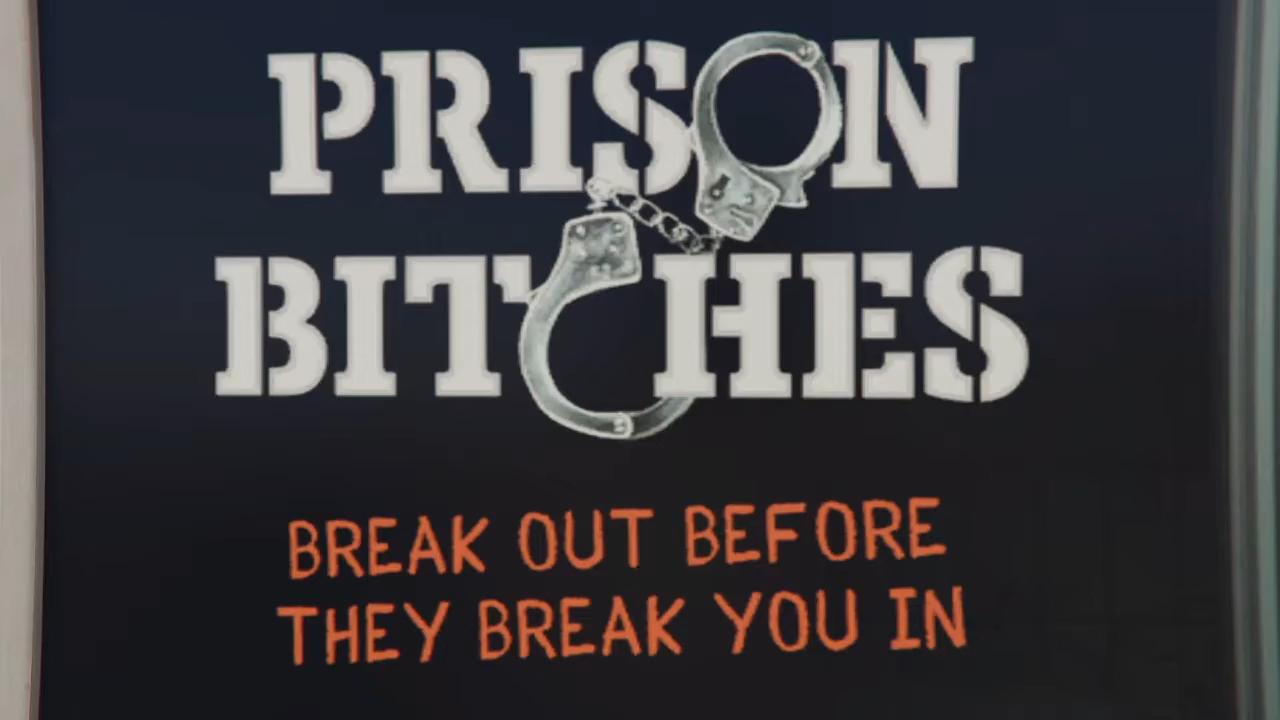 PRISON
BITCHES
BREAK OUT BEFORE
THEY BREAK YOU IN